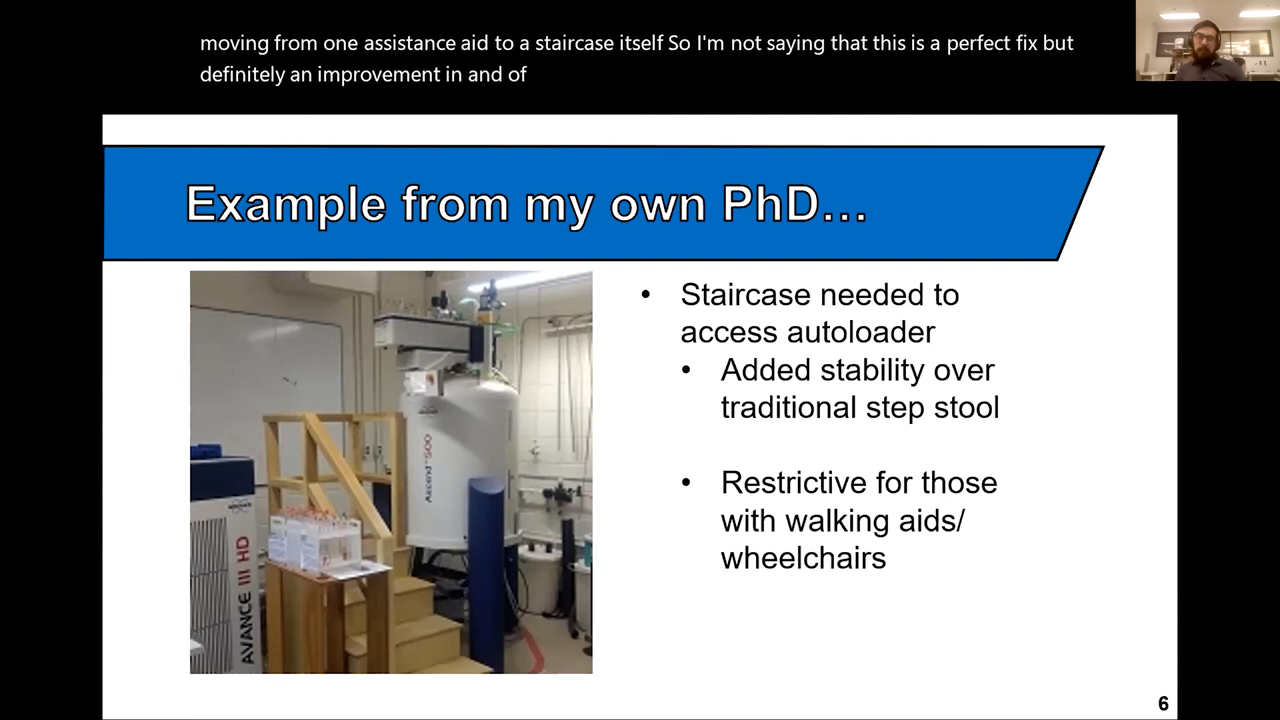 moving from one assistance aid to a staircase itself So I'm not saying that this is a perfect fix but
definitely an improvement in and of
Example from my own PhD...
• Staircase needed to
access autoloader
• Added stability over
traditional step stool
• Restrictive for those
with walking aids/
wheelchairs
Ascend 500
AVANCE III HD
6